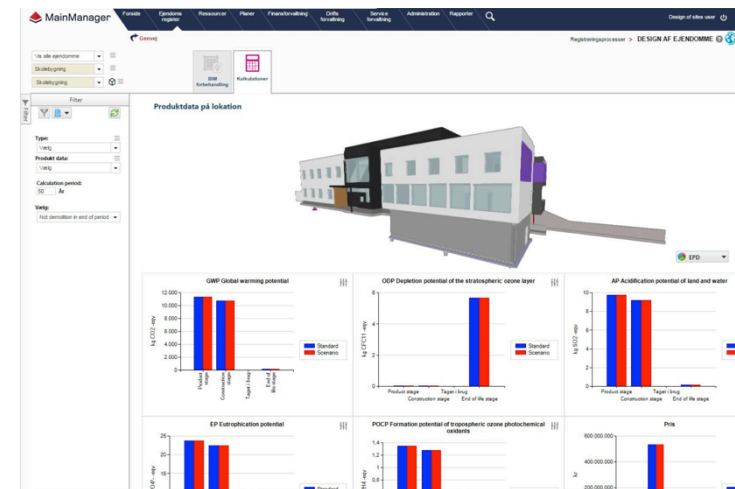 MainManager
Forside
Ejendoms register
Ressourcer
Planer
Finansforvaltning
Drifts forvaltning
Service forvaltning
Administration
Rapporter
Design of sites user
Genvej
Registreringsprocesser > DESIGN AF EJENDOMME
Vis alle ejendomme
Skolebygning
Skolebygning
BIM forbehandling
Kalkulationer
Filter
Filter
Type:
Vælg
Produkt data:
Vælg
Calculation period:
50 År
Vælg:
Not demolition in end of period
Produktdata på lokation
EPD
GWP Global warming potential
kg CO2 -eqv
12.000
10.000
8.000
6.000
4.000
2.000
0
Product stage
Construction stage
Taget i brug
End of life stage
Standard
Scenario
ODP Depletion potential of the stratospheric ozone layer
kg CFC11 -eqv
6
4
2
0
Product stage
Construction stage
Taget i brug
End of life stage
Standard
Scenario
AP Acidification potential of land and water
kg SO2 -eqv
10
8
6
4
2
0
Product stage
Construction stage
Taget i brug
End of life stage
EP Eutrophication potential
25
20
15
Standard
POCP Formation potential of tropospheric ozone photochemical oxidants
1,4
1,2
1
0,8
Standard
Pris
kr
600.000.000
400.000.000
200.000.000